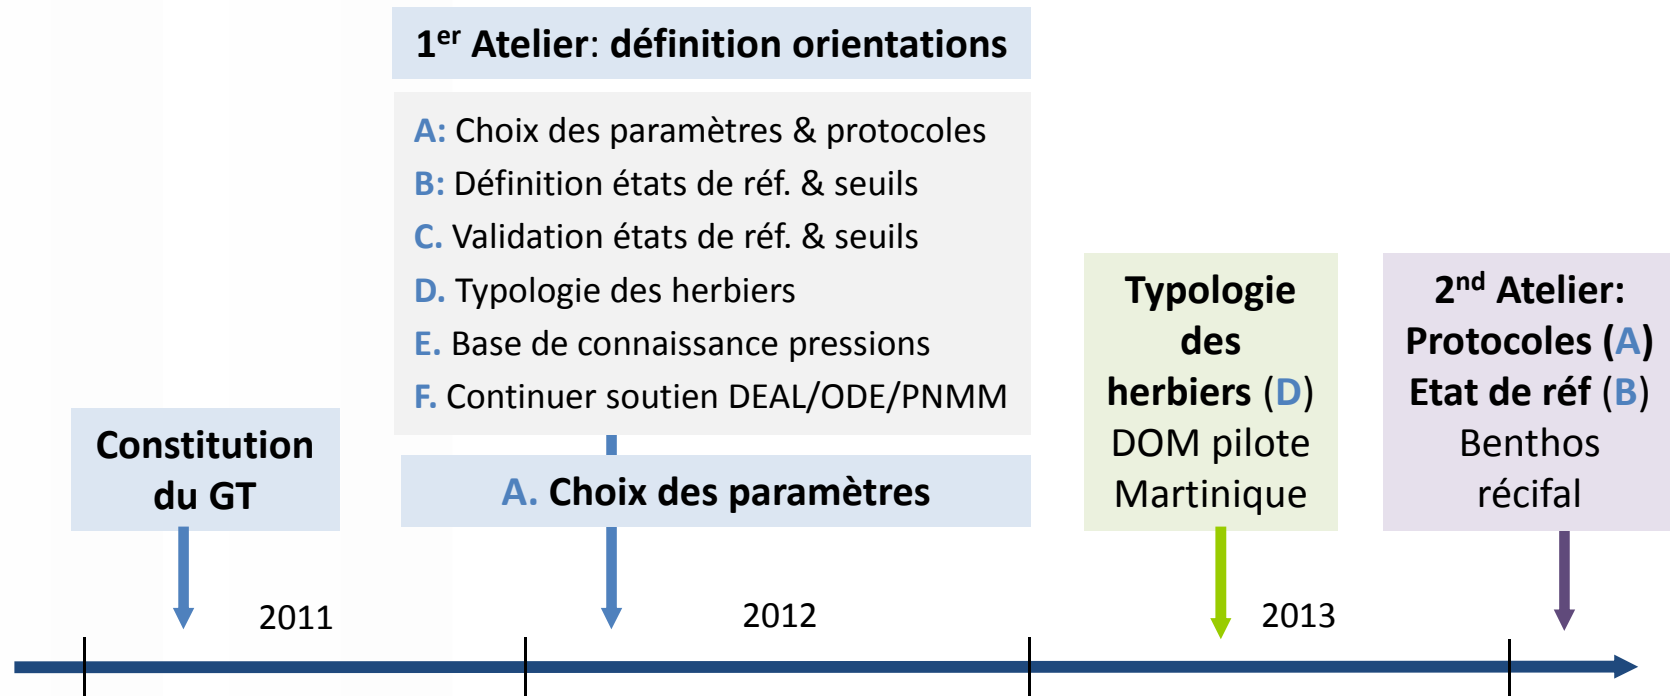 1er Atelier: définition orientations
A: Choix des paramètres & protocoles
B: Définition états de réf. & seuils
C. Validation états de réf. & seuils
D. Typologie des herbiers
E. Base de connaissance pressions
F. Continuer soutien DEAL/ODE/PNMM
Constitution
du GT
A. Choix des paramètres
Typologie
des
herbiers (D)
DOM pilote
Martinique
2nd Atelier:
Protocoles (A)
Etat de réf (B)
Benthos
récifal
2011
2012
2013